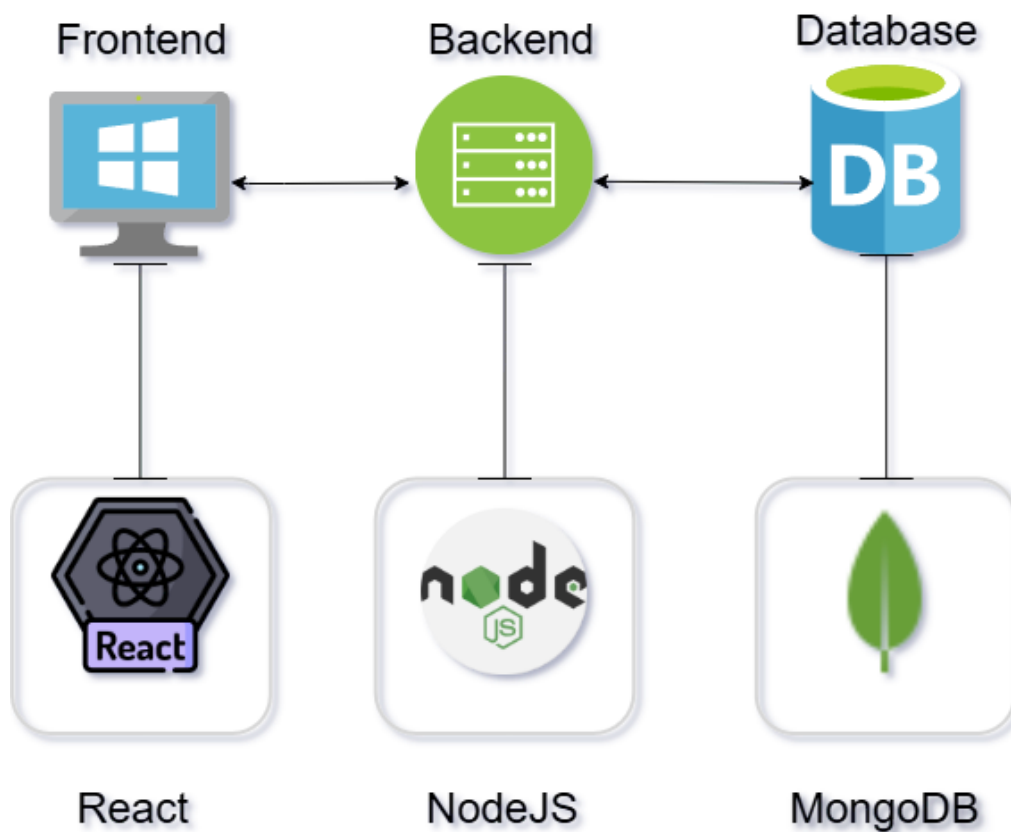 Frontend
Backend
Database
DB
React
node
JS
React
NodeJS
MongoDB